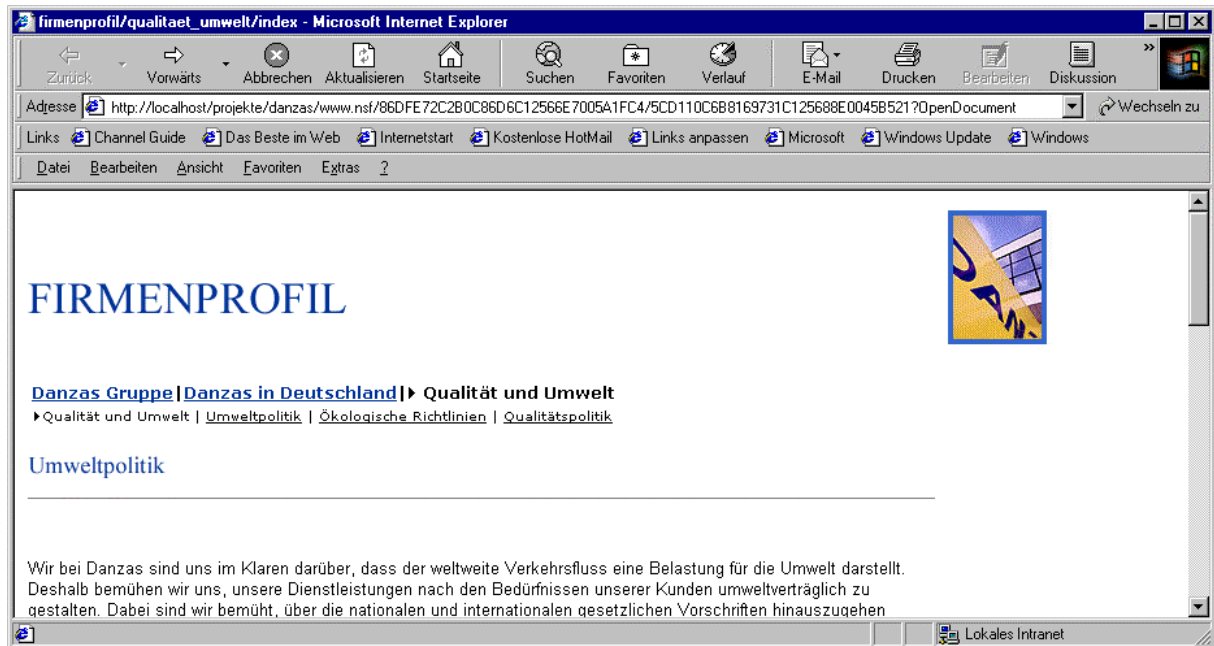 firmenprofil/qualitaet_umwelt/index - Microsoft Internet Explorer
Zurück Vorwärts Abbrechen Aktualisieren Startseite Suchen Favoriten Verlauf E-Mail Drucken Bearbeiten Diskussion »
Adresse http://localhost/projekte/danzas/www.nsf/86DFE72C2B0C86D6C12566E7005A1FC4/5CD110C6B8169731C125688E0045B521?OpenDocument Wechseln zu
Links Channel Guide Das Beste im Web Internetstart Kostenlose HotMail Links anpassen Microsoft Windows Update Windows
Datei Bearbeiten Ansicht Favoriten Extras ?
DAN
FIRMENPROFIL
Danzas Gruppe|Danzas in Deutschland| Qualität und Umwelt
Qualität und Umwelt | Umweltpolitik | Ökologische Richtlinien | Qualitätspolitik
Umweltpolitik
Wir bei Danzas sind uns im Klaren darüber, dass der weltweite Verkehrsfluss eine Belastung für die Umwelt darstellt.
Deshalb bemühen wir uns, unsere Dienstleistungen nach den Bedürfnissen unserer Kunden umweltverträglich zu
gestalten. Dabei sind wir bemüht, über die nationalen und internationalen gesetzlichen Vorschriften hinauszugehen
Lokales Intranet